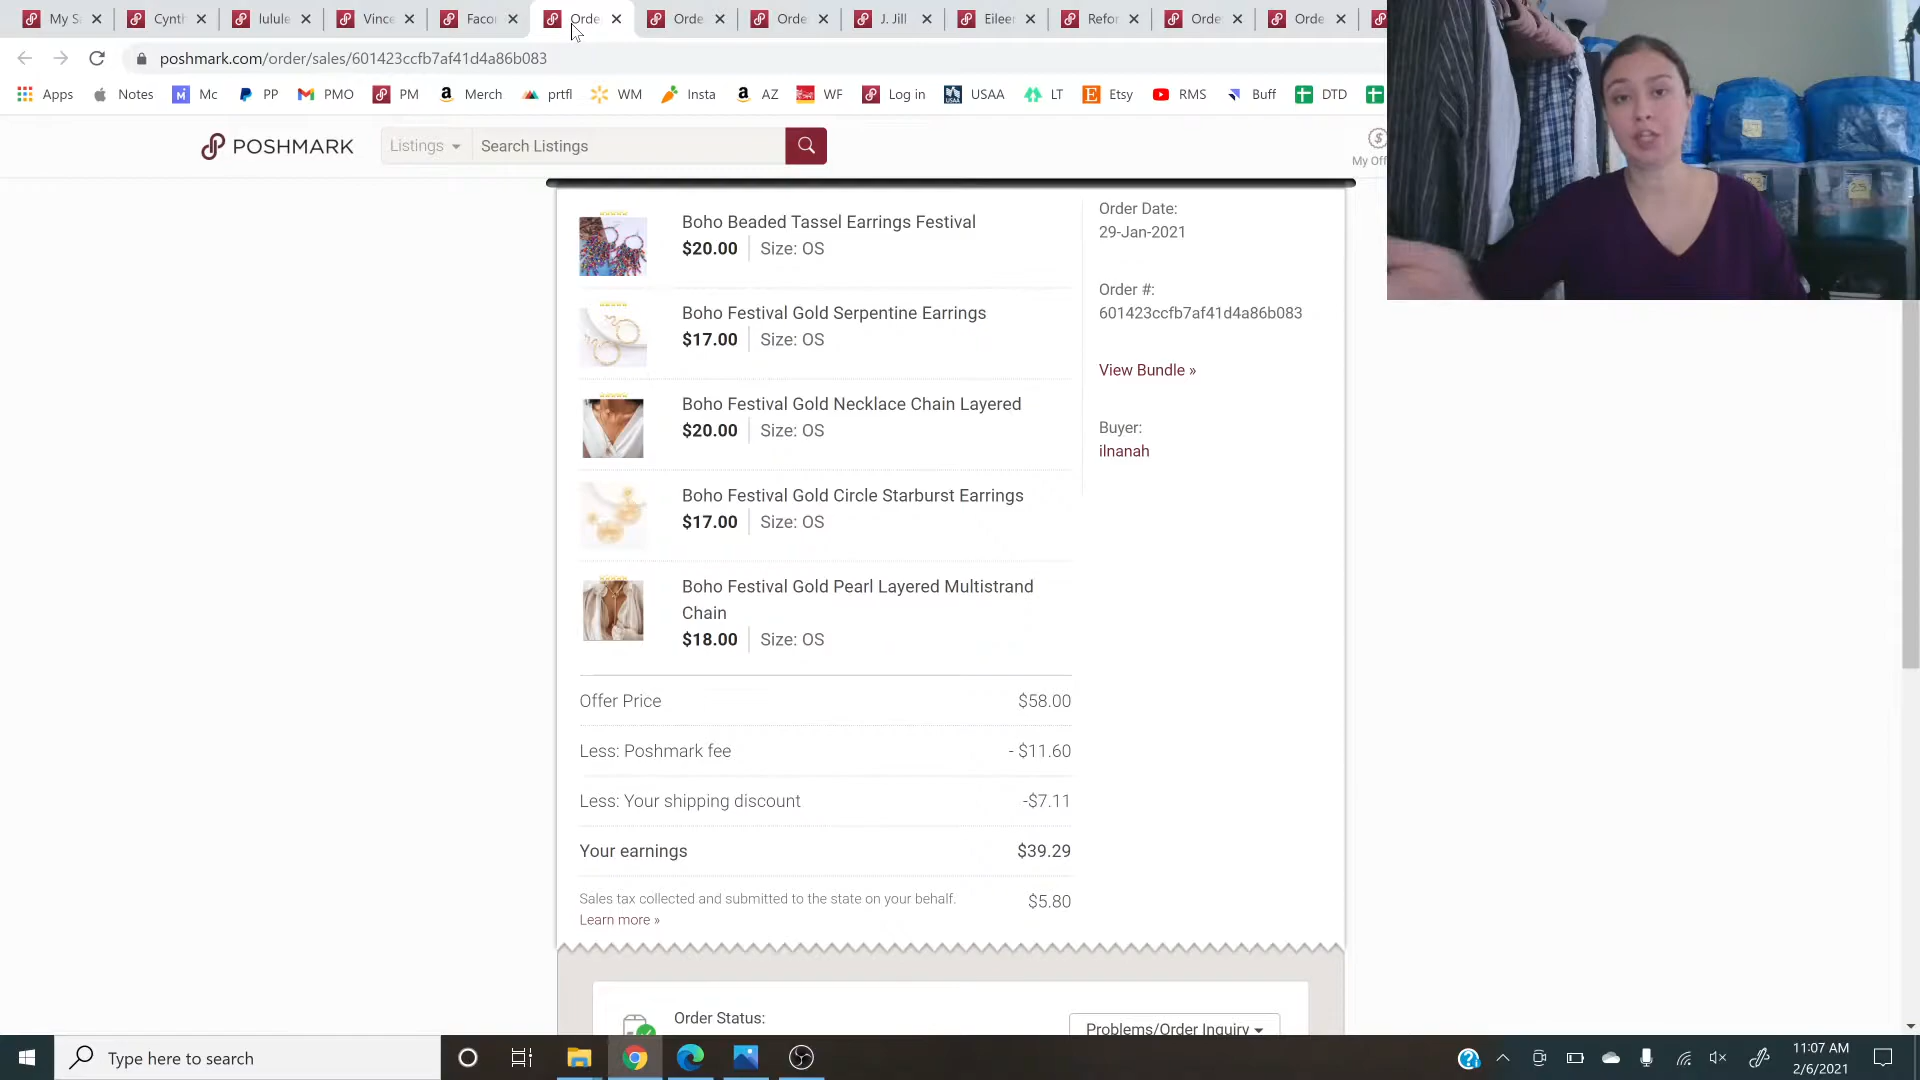 My S
Cynth
lulule
Vince
Facor
Orde
Orde
Orde
J. Jill
Eileer
Refor
Orde
Orde
poshmark.com/order/sales/601423ccfb7af41d4a86b083
Apps
Notes
Mc
PP
PMO
PM
Merch
prtfl
WM
Insta
AZ
WF
Log in
USAA
LT
Etsy
RMS
Buff
DTD
POSHMARK
Listings
Search Listings
My Off
Boho Beaded Tassel Earrings Festival
$20.00 Size: OS
Boho Festival Gold Serpentine Earrings
$17.00 Size: OS
Boho Festival Gold Necklace Chain Layered
$20.00 Size: OS
Boho Festival Gold Circle Starburst Earrings
$17.00 Size: OS
Boho Festival Gold Pearl Layered Multistrand
Chain
$18.00 Size: OS
Order Date:
29-Jan-2021
Order #:
601423ccfb7af41d4a86b083
View Bundle »
Buyer:
ilnanah
Offer Price $58.00
Less: Poshmark fee - $11.60
Less: Your shipping discount -$7.11
Your earnings $39.29
Sales tax collected and submitted to the state on your behalf. $5.80
Learn more »
Order Status:
Problems/Order Inquiry
Type here to search
11:07 AM
2/6/2021